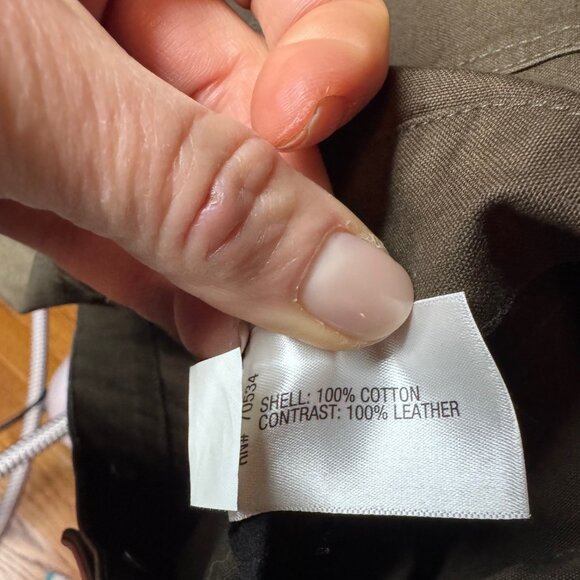 SHELL: 100% COTTON
CONTRAST: 100% LEATHER
RN# 70534